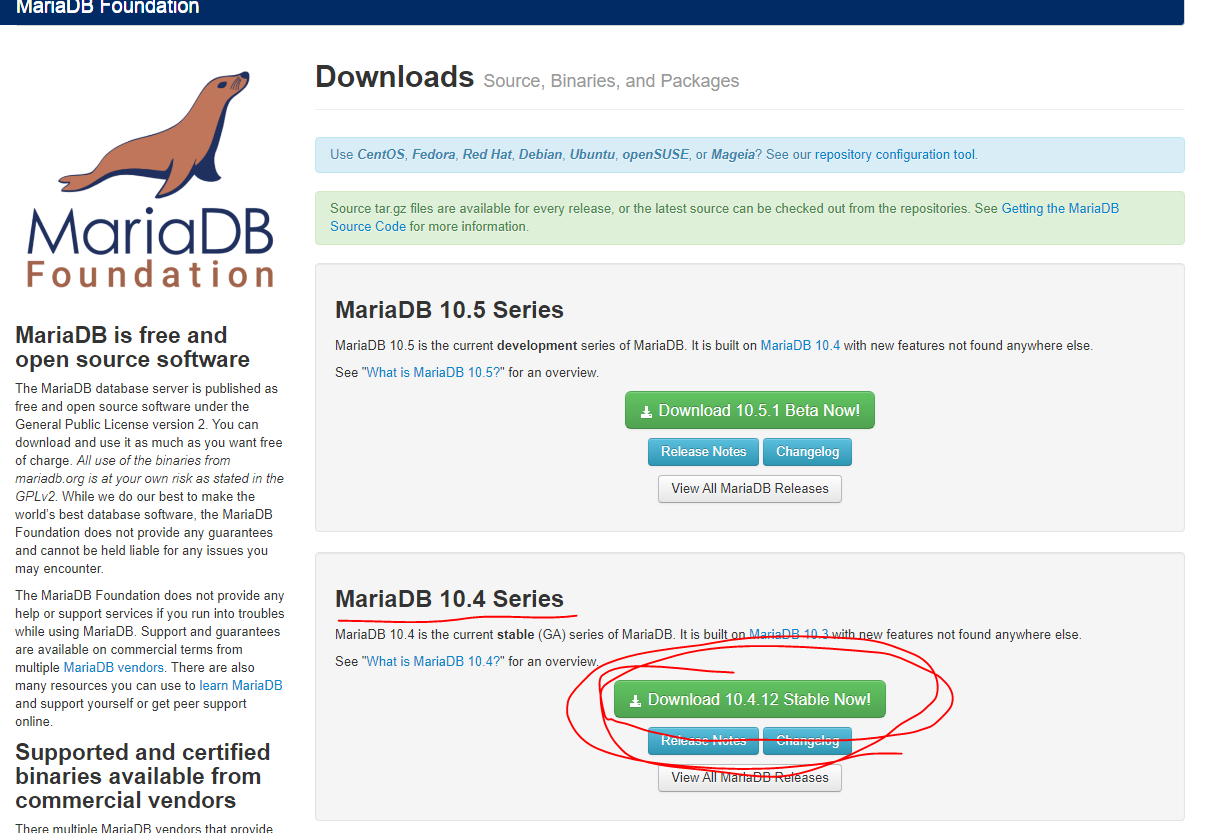 MariaDB Foundation
MariaDB
Foundation
MariaDB is free and
open source software
The MariaDB database server is published as
free and open source software under the
General Public License version 2. You can
download and use it as much as you want free
of charge. All use of the binaries from
mariadb.org is at your own risk as stated in the
GPLv2. While we do our best to make the
world's best database software, the MariaDB
Foundation does not provide any guarantees
and cannot be held liable for any issues you
may encounter.
The MariaDB Foundation does not provide any
help or support services if you run into troubles
while using MariaDB. Support and guarantees
are available on commercial terms from
multiple MariaDB vendors. There are also
many resources you can use to learn MariaDB
and support yourself or get peer support
online.
Supported and certified
binaries available from
commercial vendors
There multiple MariaDB vendors that provide
Downloads Source, Binaries, and Packages
Use CentOS, Fedora, Red Hat, Debian, Ubuntu, openSUSE, or Mageia? See our repository configuration tool.
Source tar.gz files are available for every release, or the latest source can be checked out from the repositories. See Getting the MariaDB
Source Code for more information.
MariaDB 10.5 Series
MariaDB 10.5 is the current development series of MariaDB. It is built on MariaDB 10.4 with new features not found anywhere else.
See "What is MariaDB 10.5?" for an overview.
Download 10.5.1 Beta Now!
Release Notes Changelog
View All MariaDB Releases
MariaDB 10.4 Series
MariaDB 10.4 is the current stable (GA) series of MariaDB. It is built on MariaDB 10.3 with new features not found anywhere else.
See "What is MariaDB 10.4?" for an overview.
Download 10.4.12 Stable Now!
Release Notes Changelog
View All MariaDB Releases